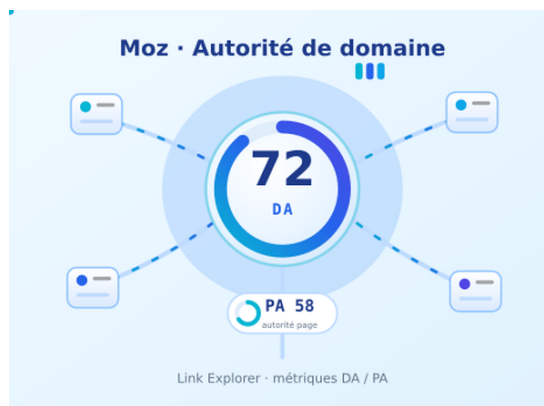 Moz · Autorité de domaine
72
DA
PA 58
autorité page
Link Explorer · métriques DA / PA